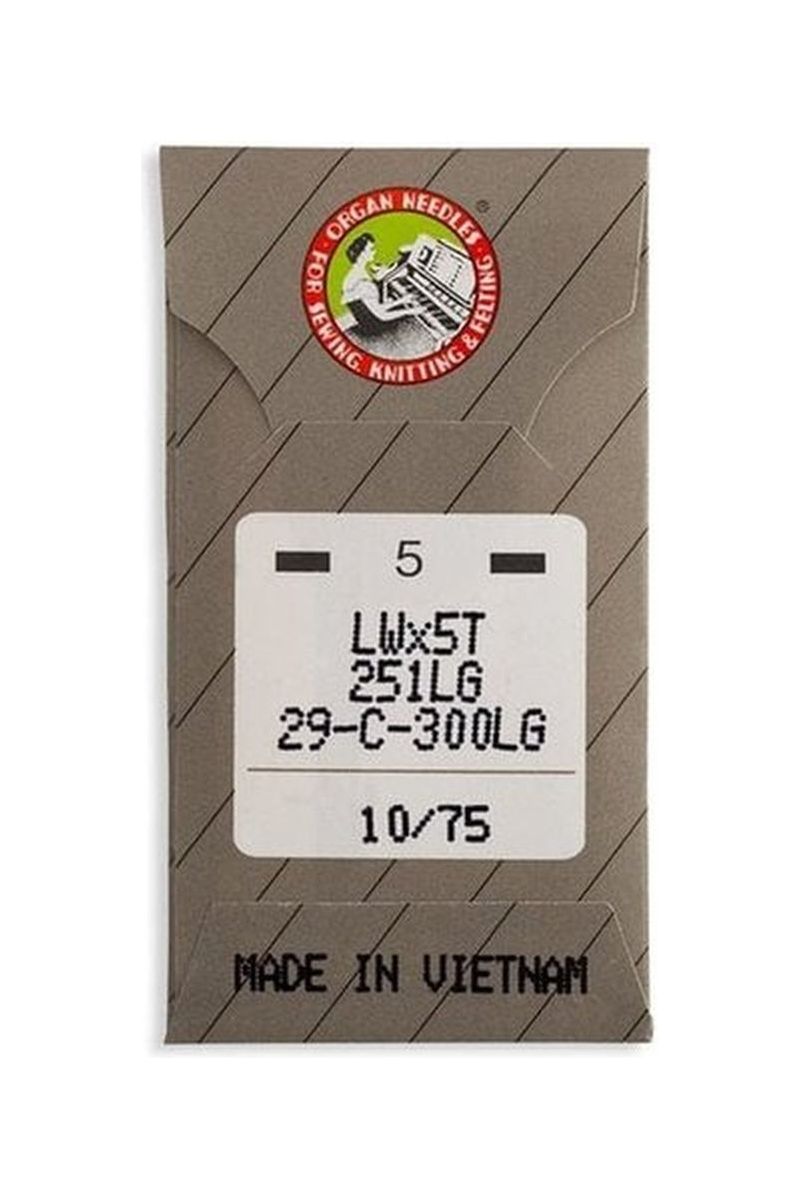 · ORGAN NEEDLES ·
®
FOR SEWING, KNITTING & FELTING
5
LWx5T
251LG
29-C-300LG
10/75
MADE IN VIETNAM